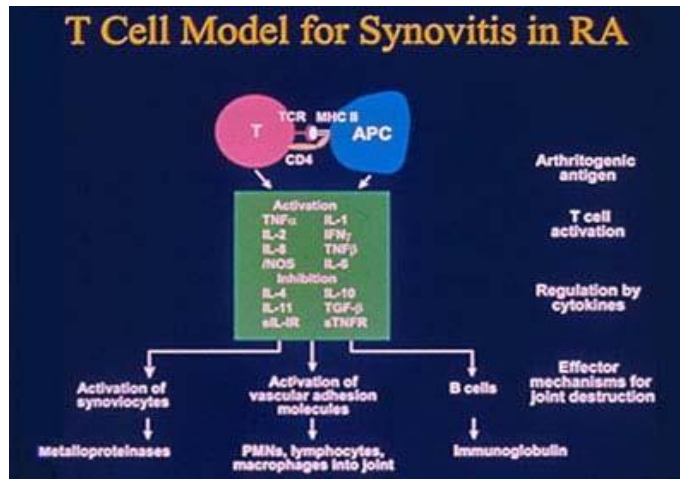 T Cell Model for Synovitis in RA
T
TCR
MHC II
APC
CD4
Arthritogenic
antigen
T cell
activation
Regulation by
cytokines
Effector
mechanisms for
joint destruction
Activation
TNFα IL-1
IL-2 IFNγ
IL-8 TNFβ
/NOS IL-6
Inhibition
IL-4 IL-10
IL-11 TGF-β
sIL-IR sTNFR
Activation of
synoviocytes
Activation of
vascular adhesion
molecules
B cells
Metalloproteinases
PMNs, lymphocytes,
macrophages into joint
Immunoglobulin